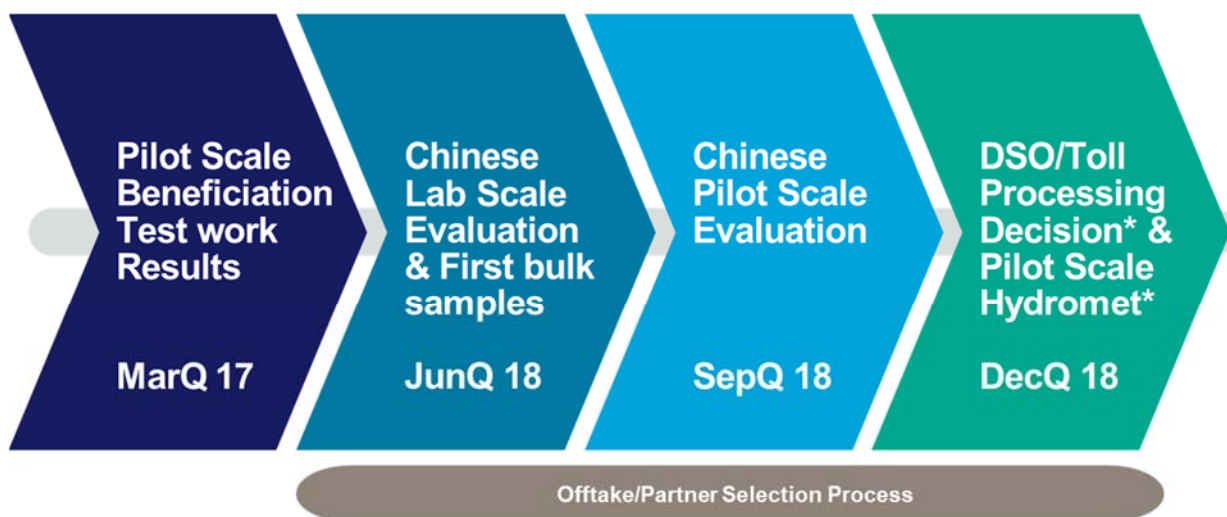 Pilot Scale
Beneficiation
Test work
Results
MarQ 17
Chinese
Lab Scale
Evaluation
& First bulk
samples
JunQ 18
Chinese
Pilot Scale
Evaluation
SepQ 18
DSO/Toll
Processing
Decision* &
Pilot Scale
Hydromet*
DecQ 18
Offtake/Partner Selection Process